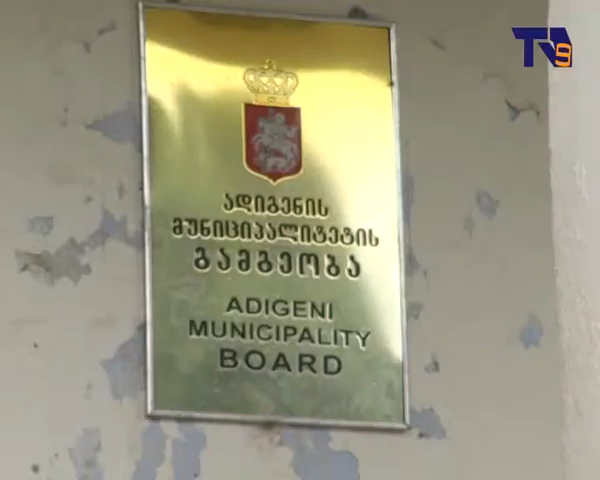 TV9
ადიგენის
მუნიციპალიტეტის
გამგეობა
ADIGENI
MUNICIPALITY
BOARD